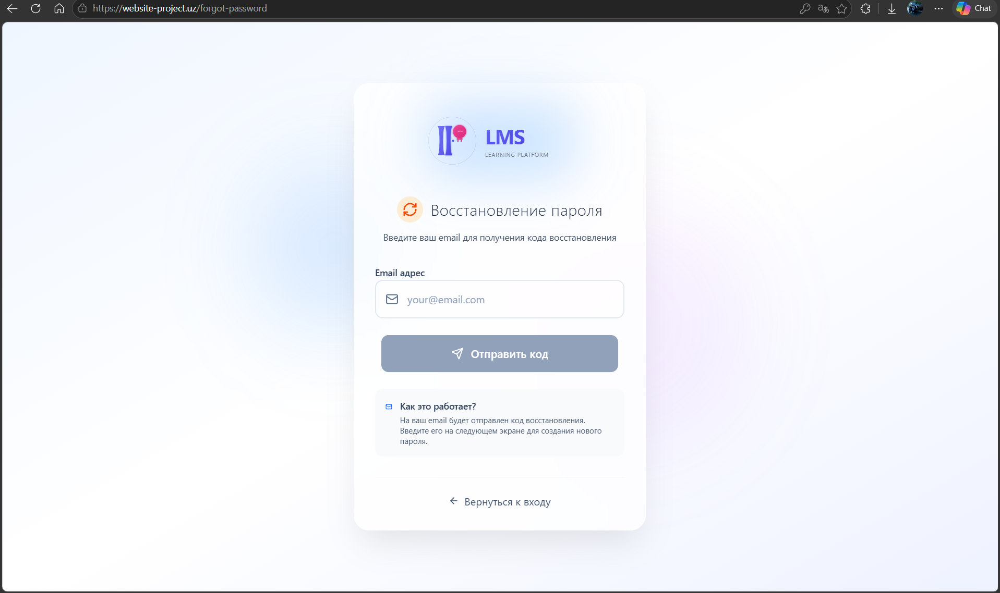 https://website-project.uz/forgot-password
Chat
LMS
LEARNING PLATFORM
Восстановление пароля
Введите ваш email для получения кода восстановления
Email адрес
your@email.com
Отправить код
Как это работает?
На ваш email будет отправлен код восстановления.
Введите его на следующем экране для создания нового
пароля.
Вернуться к входу